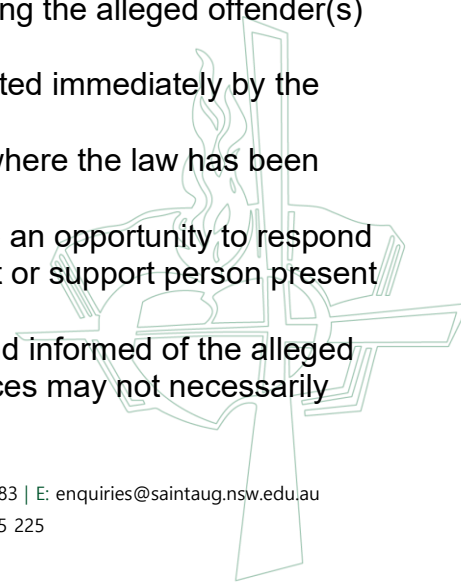 ng the alleged offender(s)
ted immediately by the
where the law has been
an opportunity to respond
t or support person present
d informed of the alleged
ces may not necessarily
83 | E: enquiries@saintaug.nsw.edu.au
5 225